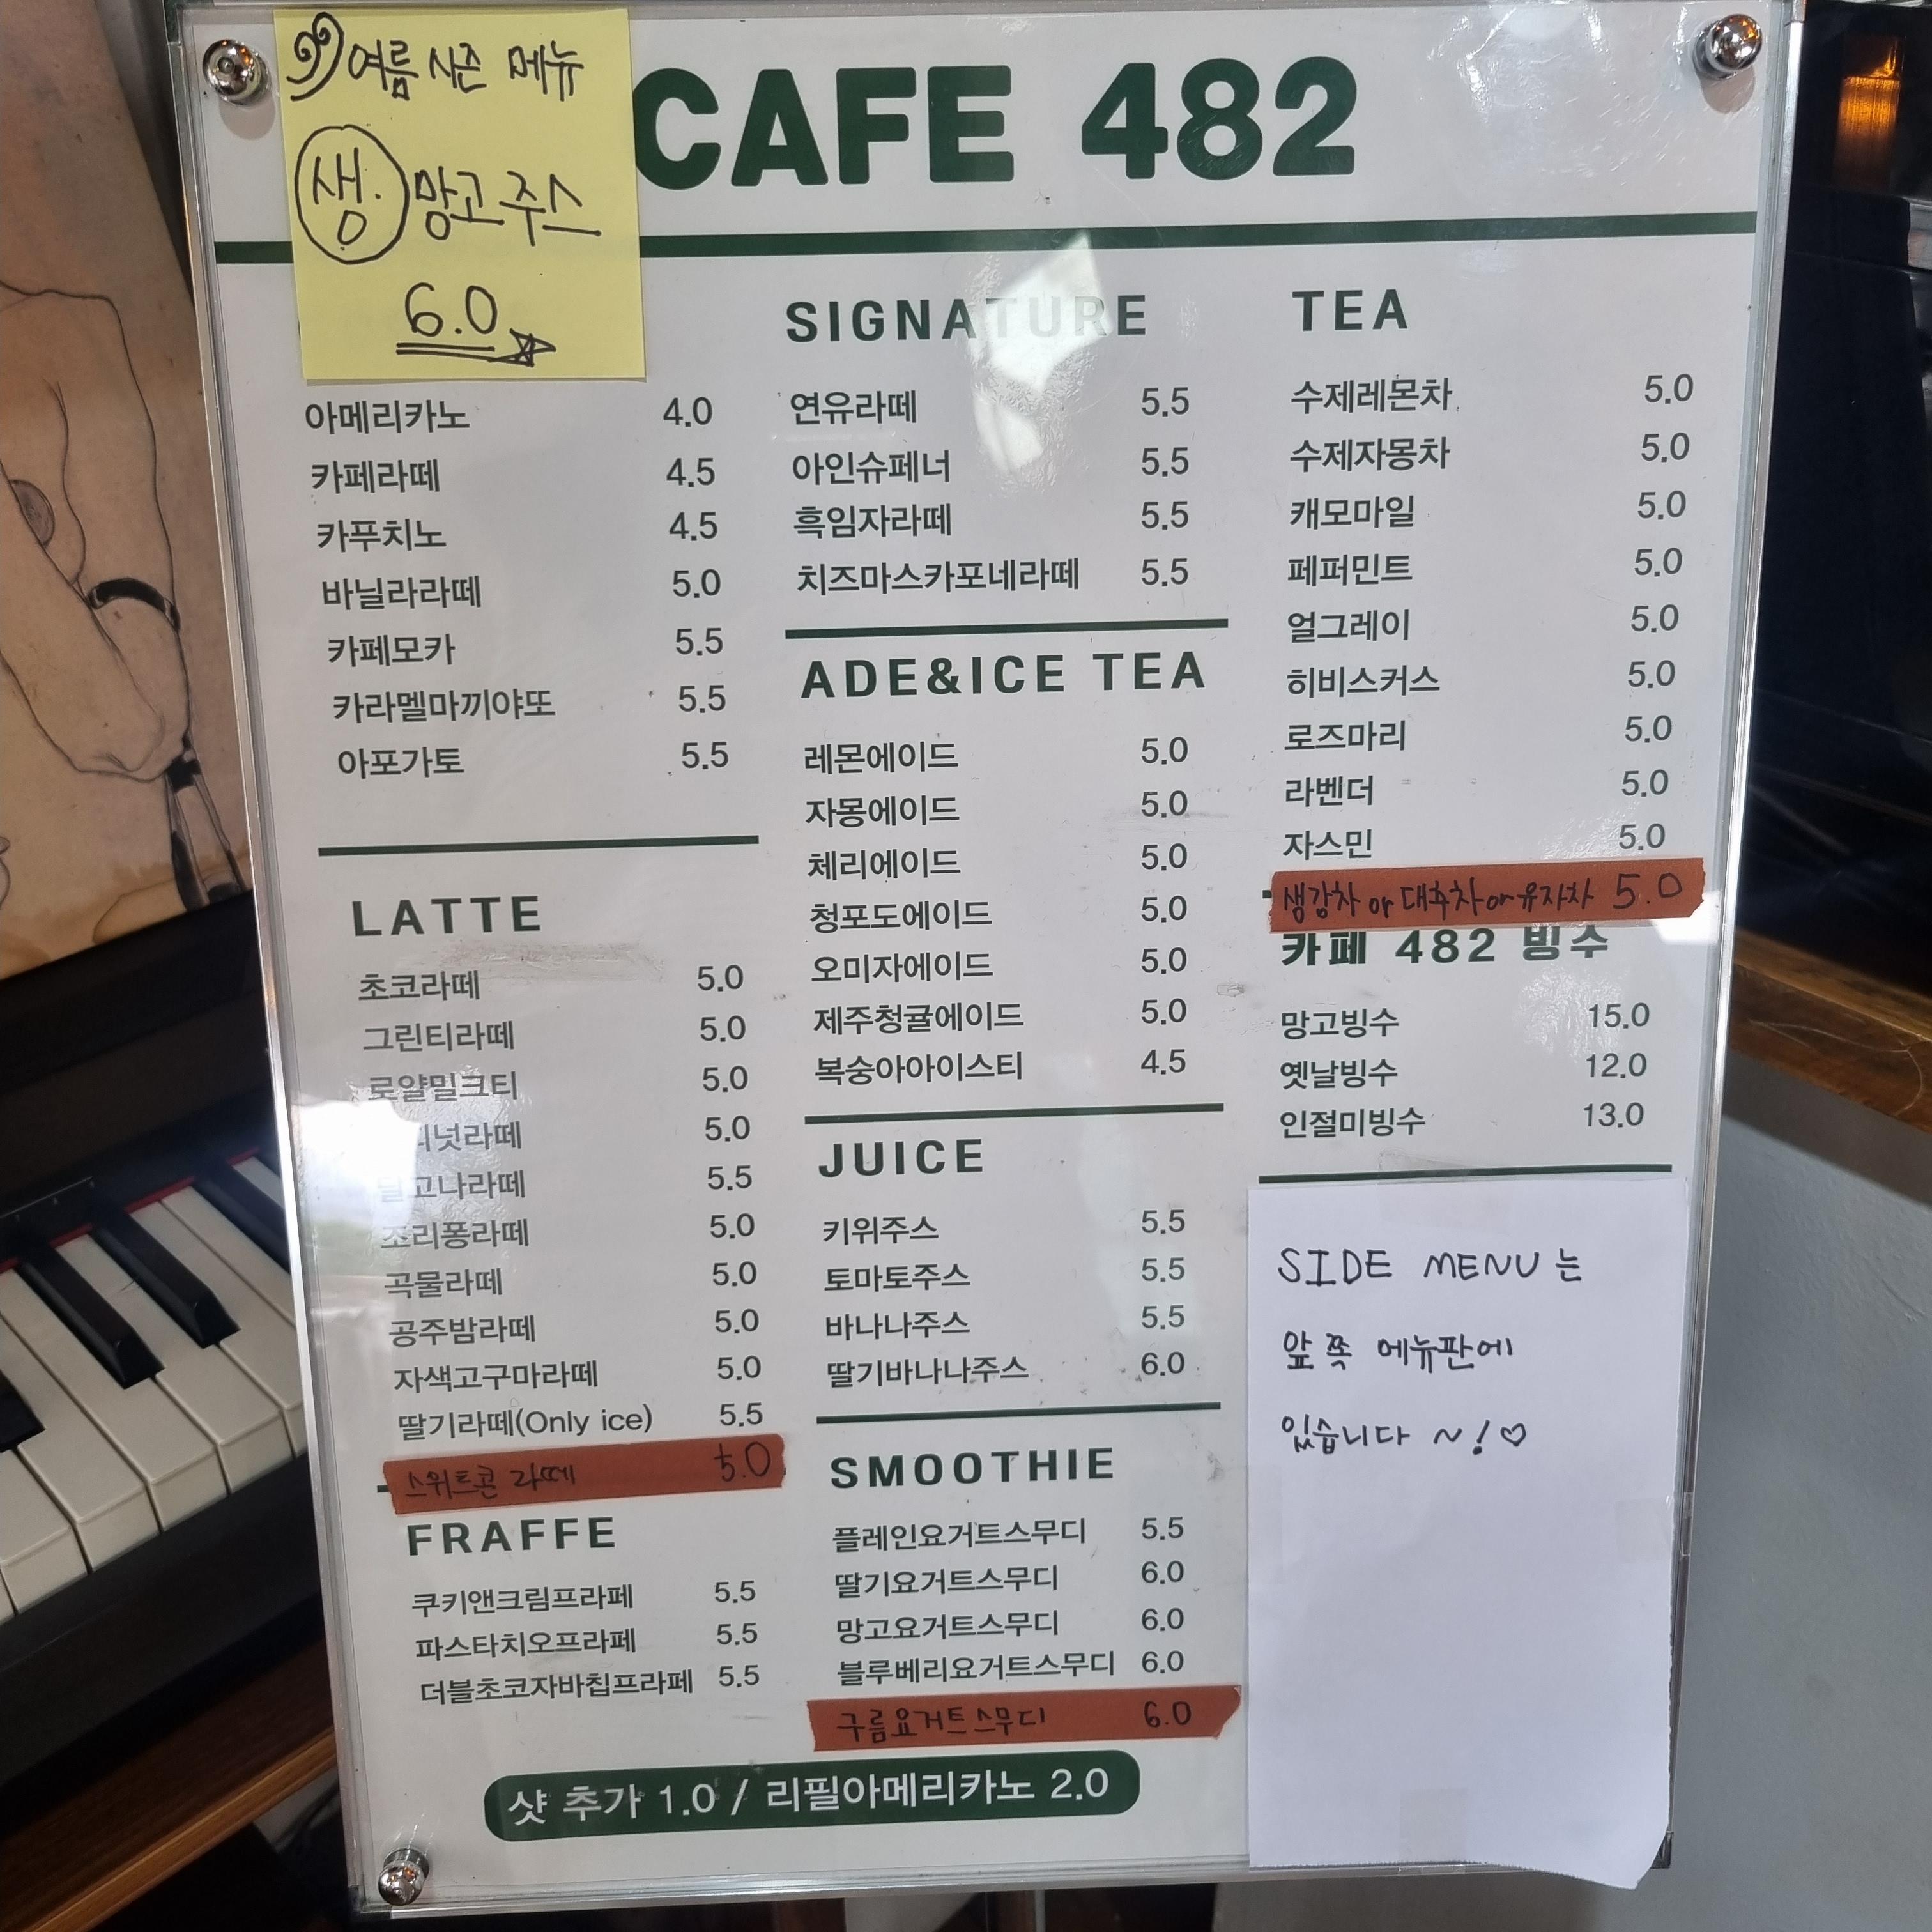 여름 시즌 메뉴
생 망고주스
6.0
CAFE 482
아메리카노 4.0
카페라떼 4.5
카푸치노 4.5
바닐라라떼 5.0
카페모카 5.5
카라멜마끼야또 5.5
아포가토 5.5
LATTE
초코라떼 5.0
그린티라떼 5.0
로얄밀크티 5.0
넛라떼 5.0
달고나라떼 5.5
조리퐁라떼 5.0
곡물라떼 5.0
공주밤라떼 5.0
자색고구마라떼 5.0
딸기라떼(Only ice) 5.5
스위트콘 라떼 5.0
FRAFFE
쿠키앤크림프라페 5.5
파스타치오프라페 5.5
더블초코자바칩프라페 5.5
SIGNATURE
연유라떼 5.5
아인슈페너 5.5
흑임자라떼 5.5
치즈마스카포네라떼 5.5
ADE&ICE TEA
레몬에이드 5.0
자몽에이드 5.0
체리에이드 5.0
청포도에이드 5.0
오미자에이드 5.0
제주청귤에이드 5.0
복숭아아이스티 4.5
JUICE
키위주스 5.5
토마토주스 5.5
바나나주스 5.5
딸기바나나주스 6.0
SMOOTHIE
플레인요거트스무디 5.5
딸기요거트스무디 6.0
망고요거트스무디 6.0
블루베리요거트스무디 6.0
구름요거트스무디 6.0
TEA
수제레몬차 5.0
수제자몽차 5.0
캐모마일 5.0
페퍼민트 5.0
얼그레이 5.0
히비스커스 5.0
로즈마리 5.0
라벤더 5.0
자스민 5.0
생강차 or 대추차 or 유자차 5.0
카페 482 빙수
망고빙수 15.0
옛날빙수 12.0
인절미빙수 13.0
SIDE MENU 는
앞쪽 메뉴판에
있습니다 ~!♡
샷 추가 1.0 / 리필아메리카노 2.0